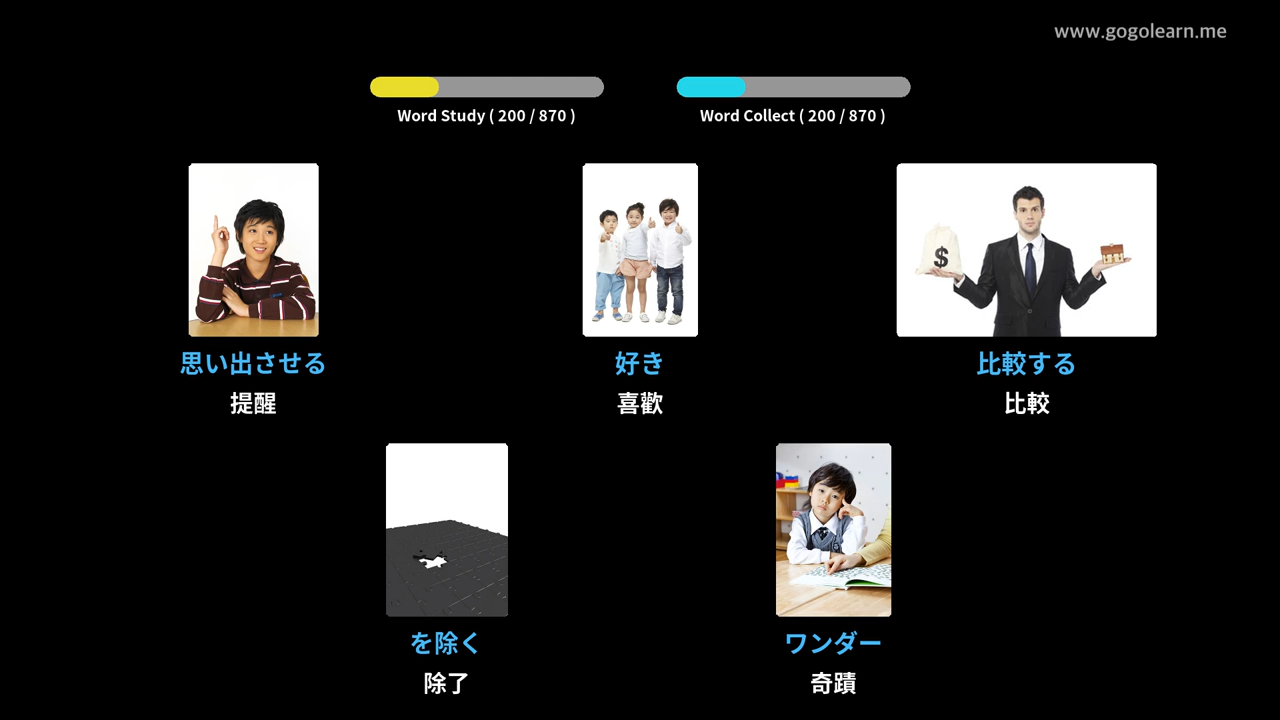 www.gogolearn.me
Word Study ( 200 / 870 )
Word Collect ( 200 / 870 )
思い出させる
提醒
好き
喜歡
比較する
比較
を除く
除了
ワンダー
奇蹟